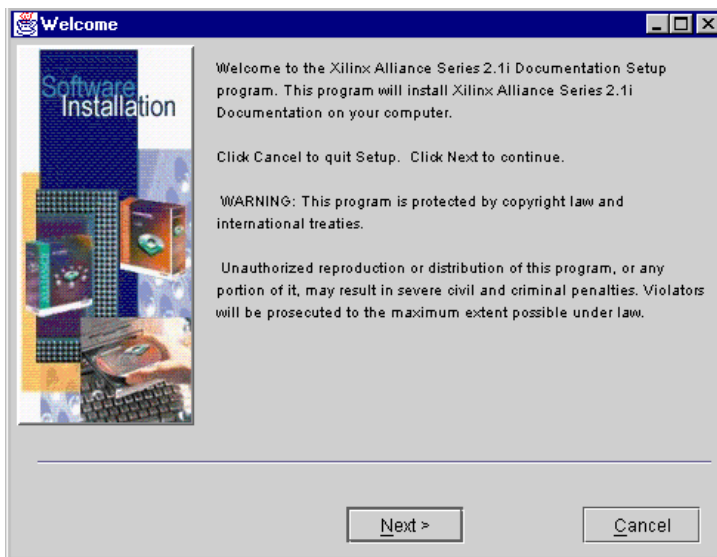 Welcome
Software
Installation
Welcome to the Xilinx Alliance Series 2.1i Documentation Setup
program. This program will install Xilinx Alliance Series 2.1i
Documentation on your computer.
Click Cancel to quit Setup. Click Next to continue.
WARNING: This program is protected by copyright law and
international treaties.
Unauthorized reproduction or distribution of this program, or any
portion of it, may result in severe civil and criminal penalties. Violators
will be prosecuted to the maximum extent possible under law.
Next >
Cancel